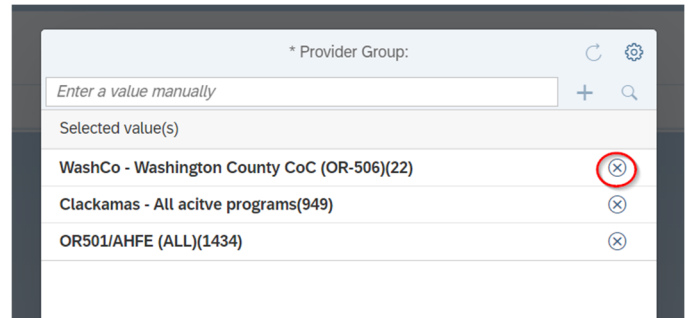 * Provider Group:
Enter a value manually
Selected value(s)
WashCo - Washington County CoC (OR-506)(22)
Clackamas - All acitve programs(949)
OR501/AHFE (ALL)(1434)